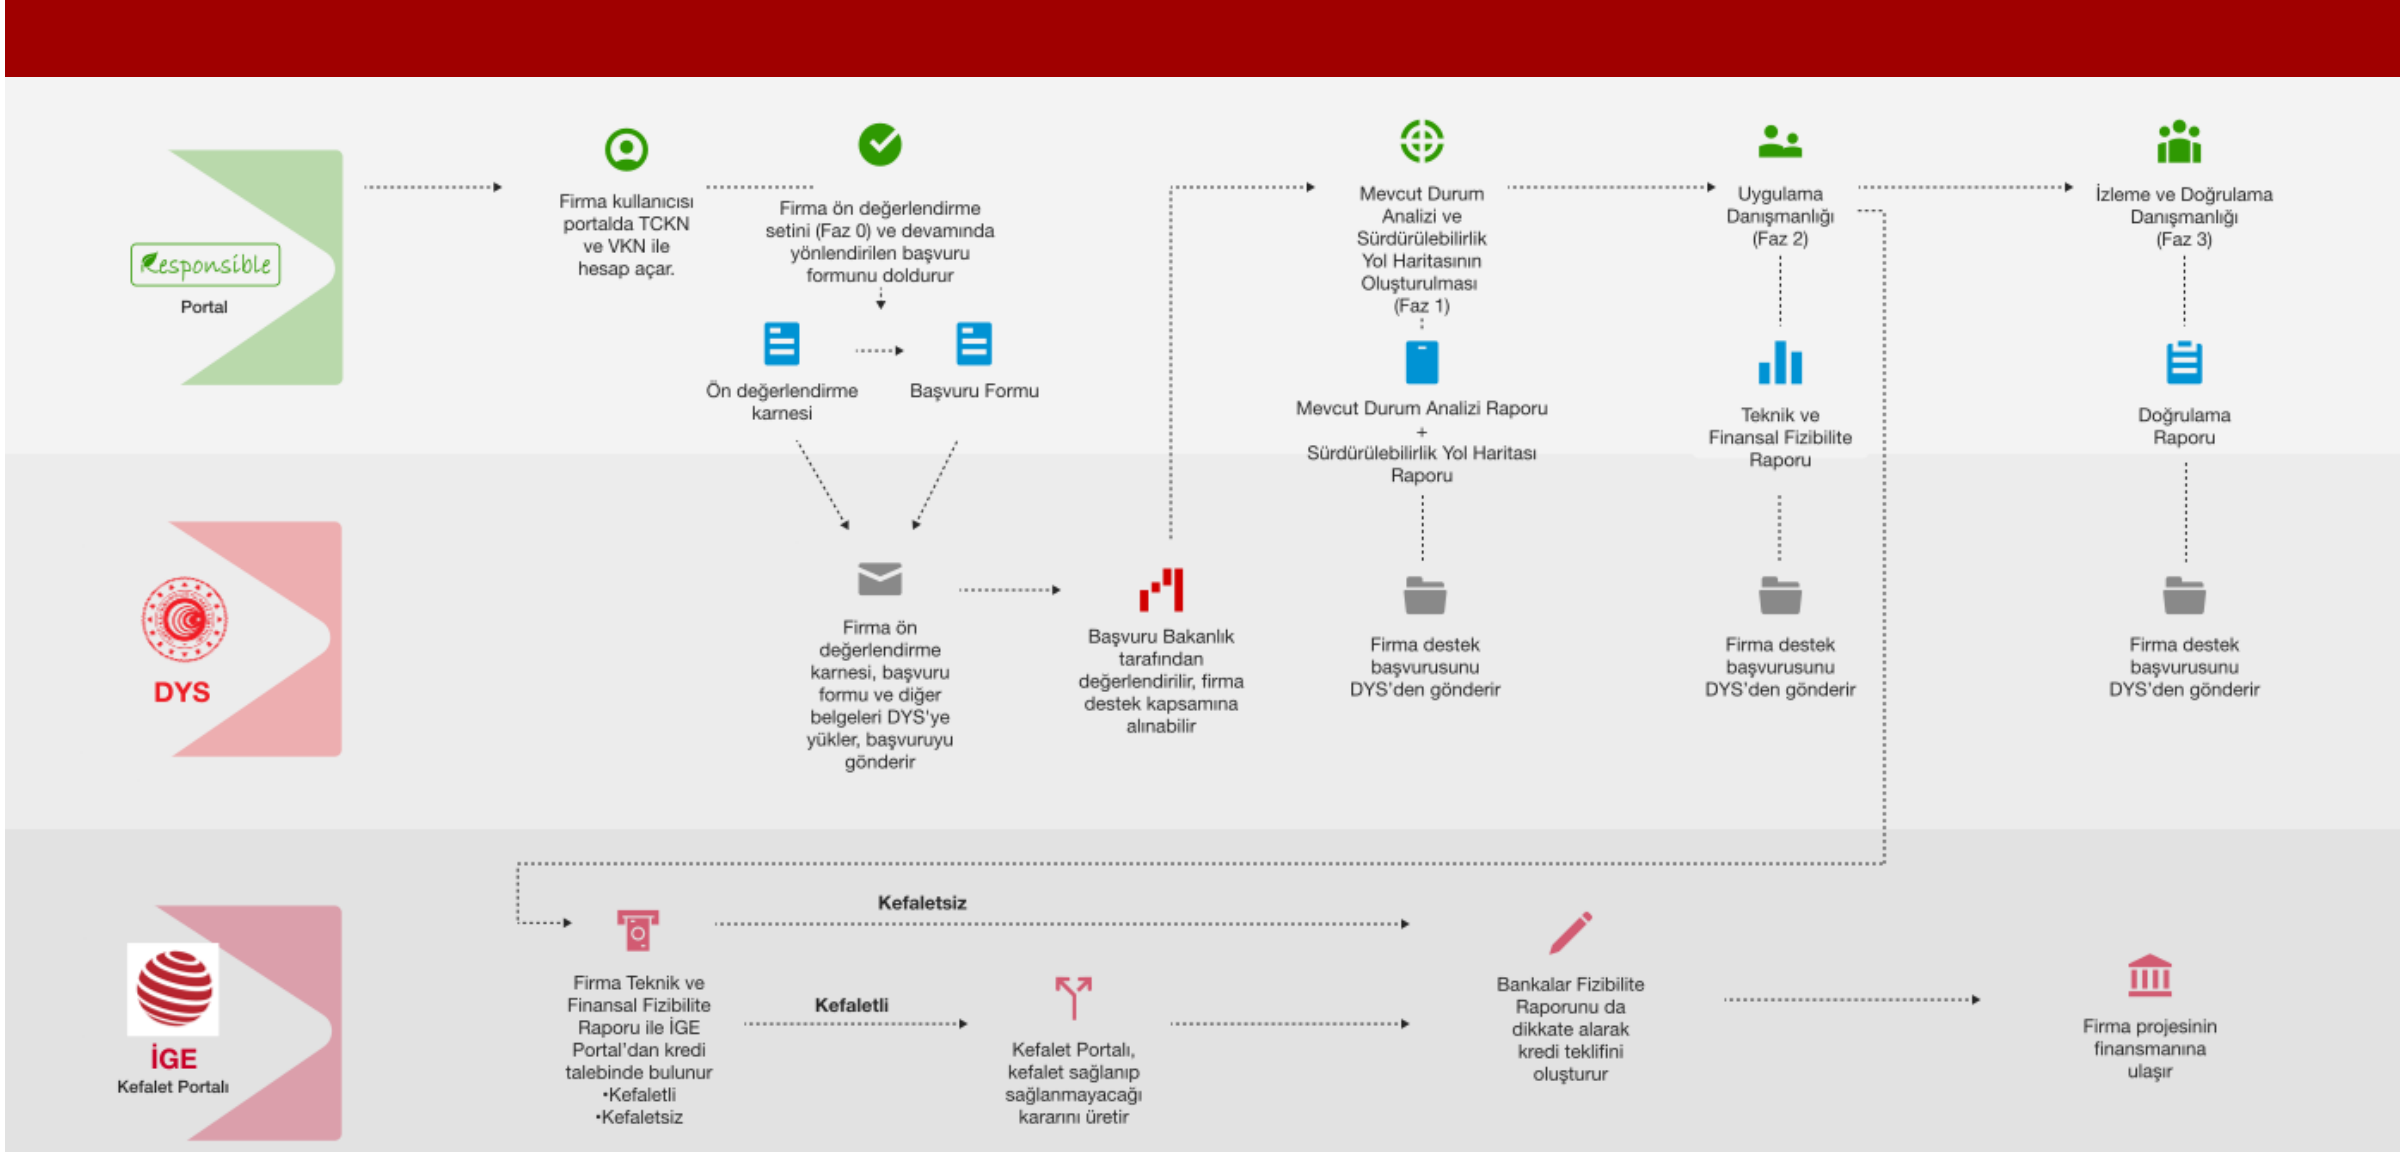 Responsible
Portal
Firma kullanıcısı
portalda TCKN
ve VKN ile
hesap açar.
Firma ön değerlendirme
setini (Faz 0) ve devamında
yönlendirilen başvuru
formunu doldurur
Ön değerlendirme
karnesi
Başvuru Formu
Mevcut Durum
Analizi ve
Sürdürülebilirlik
Yol Haritasının
Oluşturulması
(Faz 1)
Mevcut Durum Analizi Raporu
+
Sürdürülebilirlik Yol Haritası
Raporu
Uygulama
Danışmanlığı
(Faz 2)
Teknik ve
Finansal Fizibilite
Raporu
İzleme ve Doğrulama
Danışmanlığı
(Faz 3)
Doğrulama
Raporu
DYS
Firma ön
değerlendirme
karnesi, başvuru
formu ve diğer
belgeleri DYS'ye
yükler, başvuruyu
gönderir
Başvuru Bakanlık
tarafından
değerlendirilir, firma
destek kapsamına
alınabilir
Firma destek
başvurusunu
DYS'den gönderir
Firma destek
başvurusunu
DYS'den gönderir
Firma destek
başvurusunu
DYS'den gönderir
İGE
Kefalet Portalı
Firma Teknik ve
Finansal Fizibilite
Raporu ile İGE
Portal'dan kredi
talebinde bulunur
•Kefaletli
•Kefaletsiz
Kefaletsiz
Kefaletli
Kefalet Portalı,
kefalet sağlanıp
sağlanmayacağı
kararını üretir
Bankalar Fizibilite
Raporunu da
dikkate alarak
kredi teklifini
oluşturur
Firma projesinin
finansmanına
ulaşır